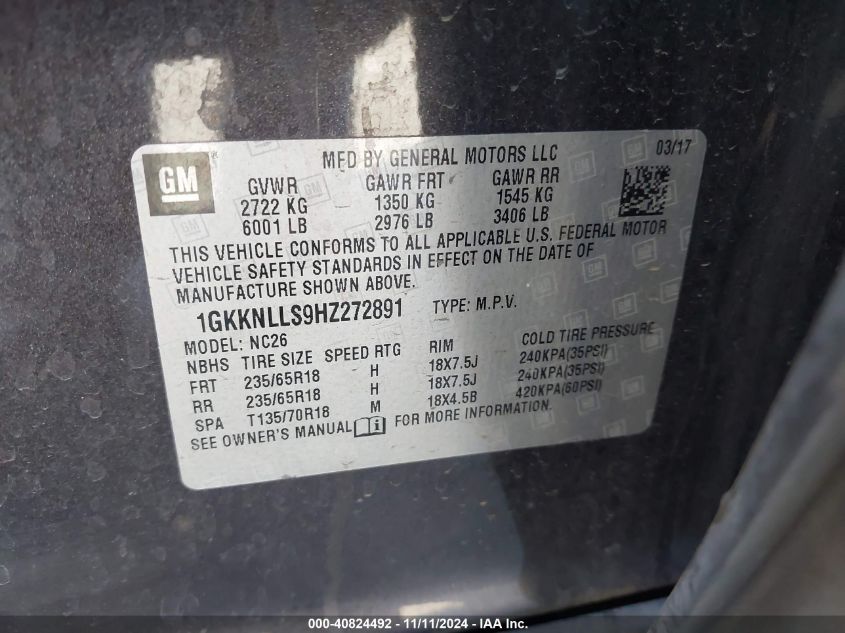 GM
MFD BY GENERAL MOTORS LLC
03/17
GVWR GAWR FRT GAWR RR
2722 KG 1350 KG 1545 KG
6001 LB 2976 LB 3406 LB
THIS VEHICLE CONFORMS TO ALL APPLICABLE U.S. FEDERAL MOTOR
VEHICLE SAFETY STANDARDS IN EFFECT ON THE DATE OF
MANUFACTURE SHOWN ABOVE.
1GKKNLLS9HZ272891 TYPE: M.P.V.
MODEL: NC26
NBHS TIRE SIZE SPEED RTG RIM COLD TIRE PRESSURE
FRT 235/65R18 H 18X7.5J 240KPA(35PSI)
RR 235/65R18 H 18X7.5J 240KPA(35PSI)
SPA T135/70R18 M 18X4.5B 420KPA(60PSI)
SEE OWNER'S MANUAL FOR MORE INFORMATION.
000-40824492 - 11/11/2024 - IAA Inc.